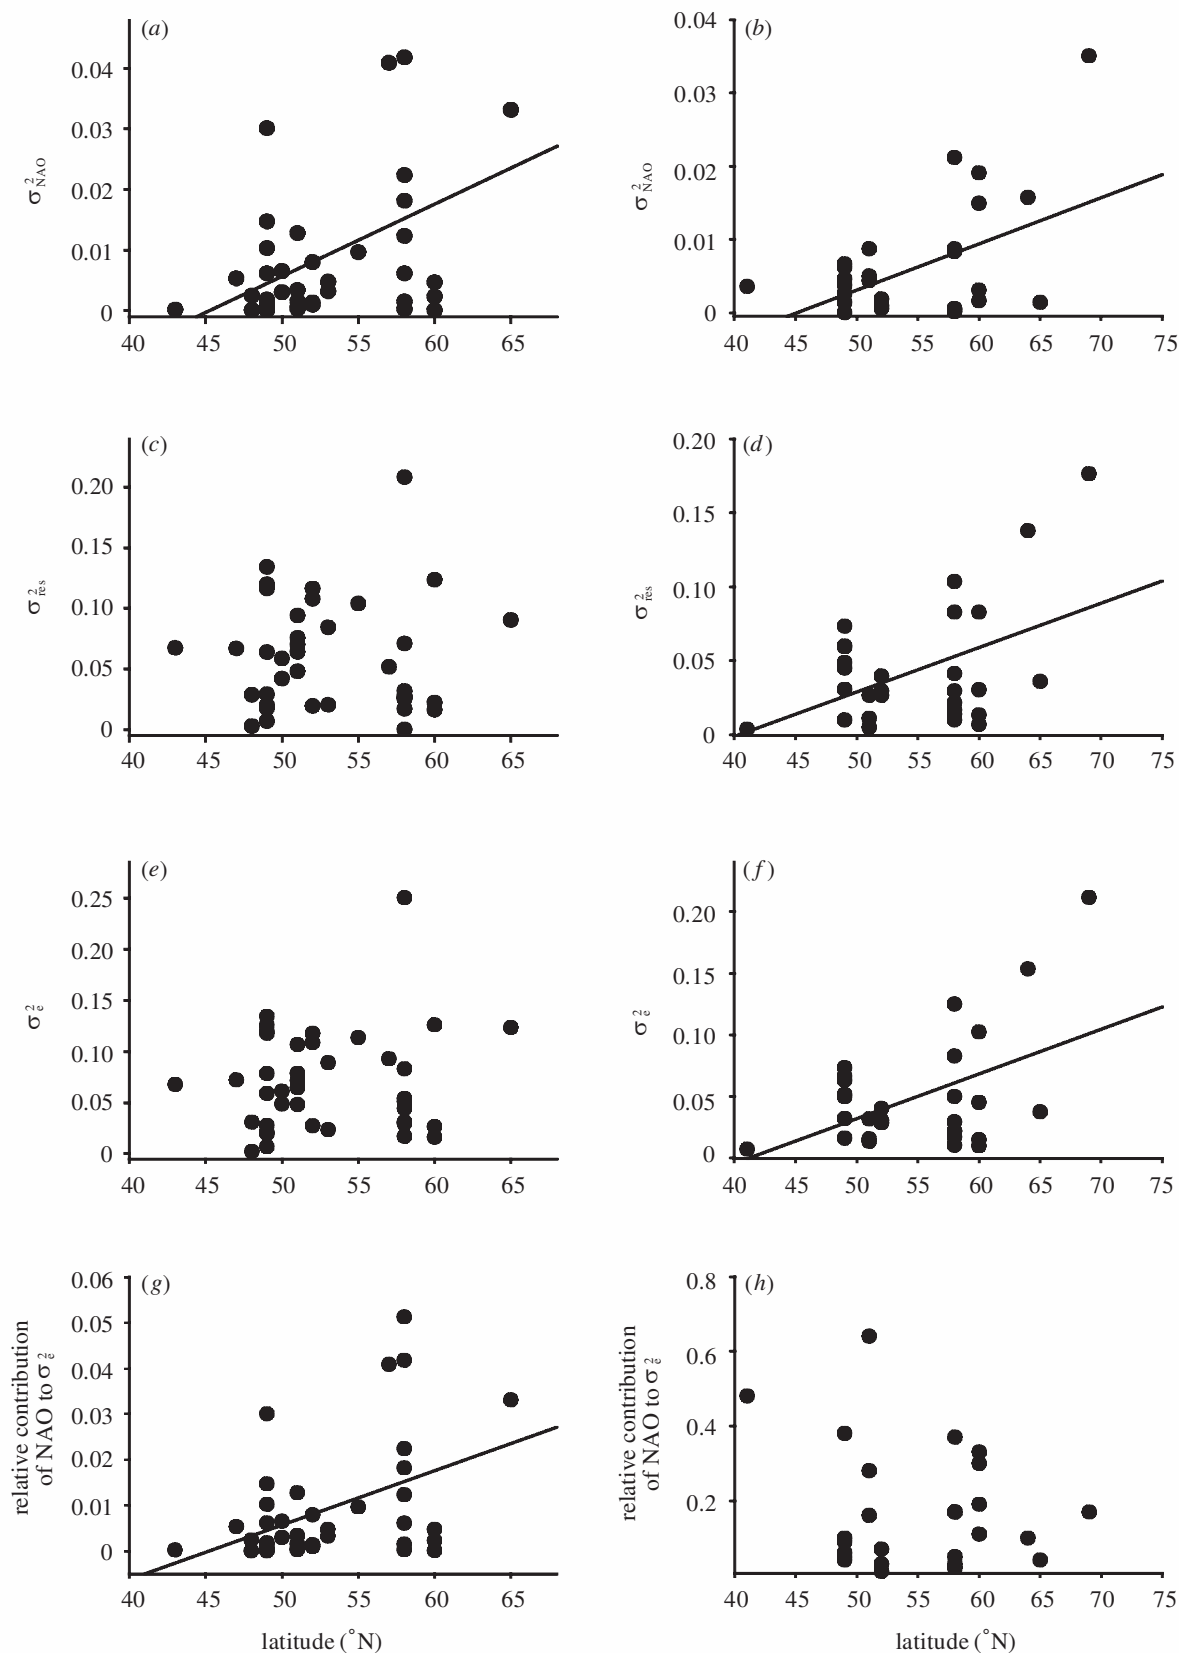 (a)
0.04
0.03
0.02
0.01
0
σ²NAO
40 45 50 55 60 65
(b)
0.04
0.03
0.02
0.01
0
σ²NAO
40 45 50 55 60 65 70 75
(c)
0.20
0.15
0.10
0.05
0
σ²res
40 45 50 55 60 65
(d)
0.20
0.15
0.10
0.05
0
σ²res
40 45 50 55 60 65 70 75
(e)
0.25
0.20
0.15
0.10
0.05
0
σ²e
40 45 50 55 60 65
(f)
0.20
0.15
0.10
0.05
0
σ²e
40 45 50 55 60 65 70 75
(g)
0.06
0.05
0.04
0.03
0.02
0.01
0
relative contribution
of NAO to σ²e
40 45 50 55 60 65
latitude (°N)
(h)
0.8
0.6
0.4
0.2
relative contribution
of NAO to σ²e
40 45 50 55 60 65 70 75
latitude (°N)